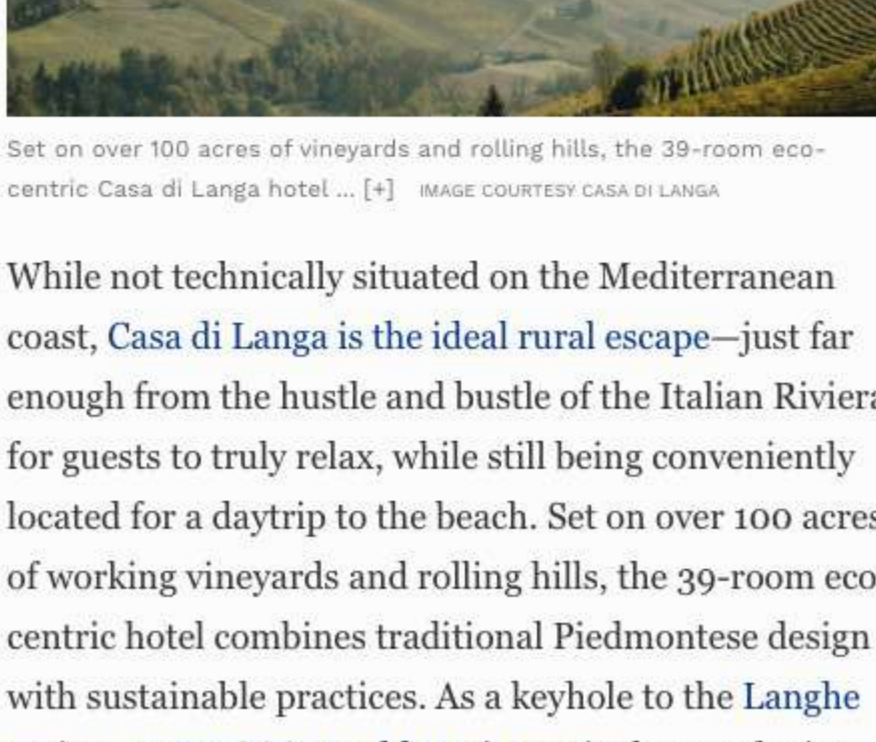 Set on over 100 acres of vineyards and rolling hills, the 39-room eco-
centric Casa di Langa hotel ... [+] IMAGE COURTESY CASA DI LANGA
While not technically situated on the Mediterranean
coast, Casa di Langa is the ideal rural escape—just far
enough from the hustle and bustle of the Italian Riviera
for guests to truly relax, while still being conveniently
located for a daytrip to the beach. Set on over 100 acres
of working vineyards and rolling hills, the 39-room eco
centric hotel combines traditional Piedmontese design
with sustainable practices. As a keyhole to the Langhe